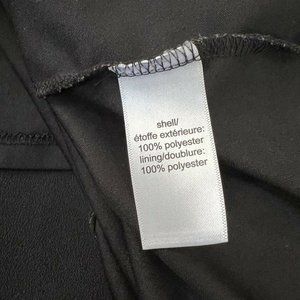 shell/
étoffe extérieure:
100% polyester
lining/doublure:
100% polyester